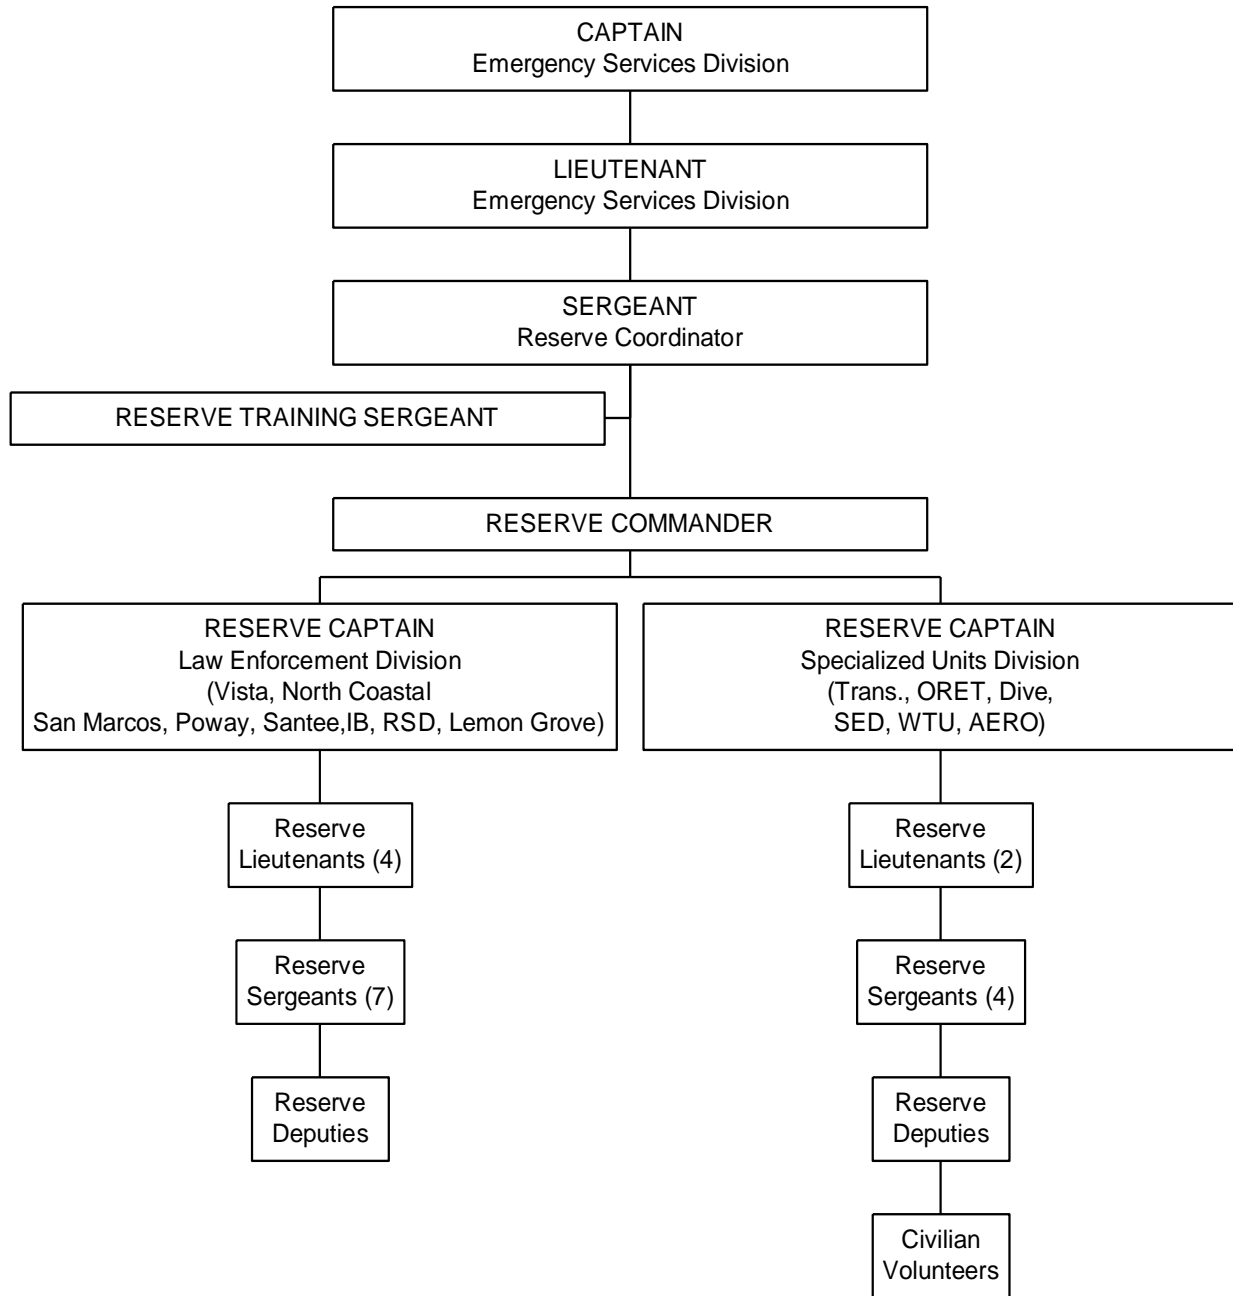 CAPTAIN
Emergency Services Division
LIEUTENANT
Emergency Services Division
SERGEANT
Reserve Coordinator
RESERVE TRAINING SERGEANT
RESERVE COMMANDER
RESERVE CAPTAIN
Law Enforcement Division
(Vista, North Coastal
San Marcos, Poway, Santee,IB, RSD, Lemon Grove)
RESERVE CAPTAIN
Specialized Units Division
(Trans., ORET, Dive,
SED, WTU, AERO)
Reserve
Lieutenants (4)
Reserve
Lieutenants (2)
Reserve
Sergeants (7)
Reserve
Sergeants (4)
Reserve
Deputies
Reserve
Deputies
Civilian
Volunteers